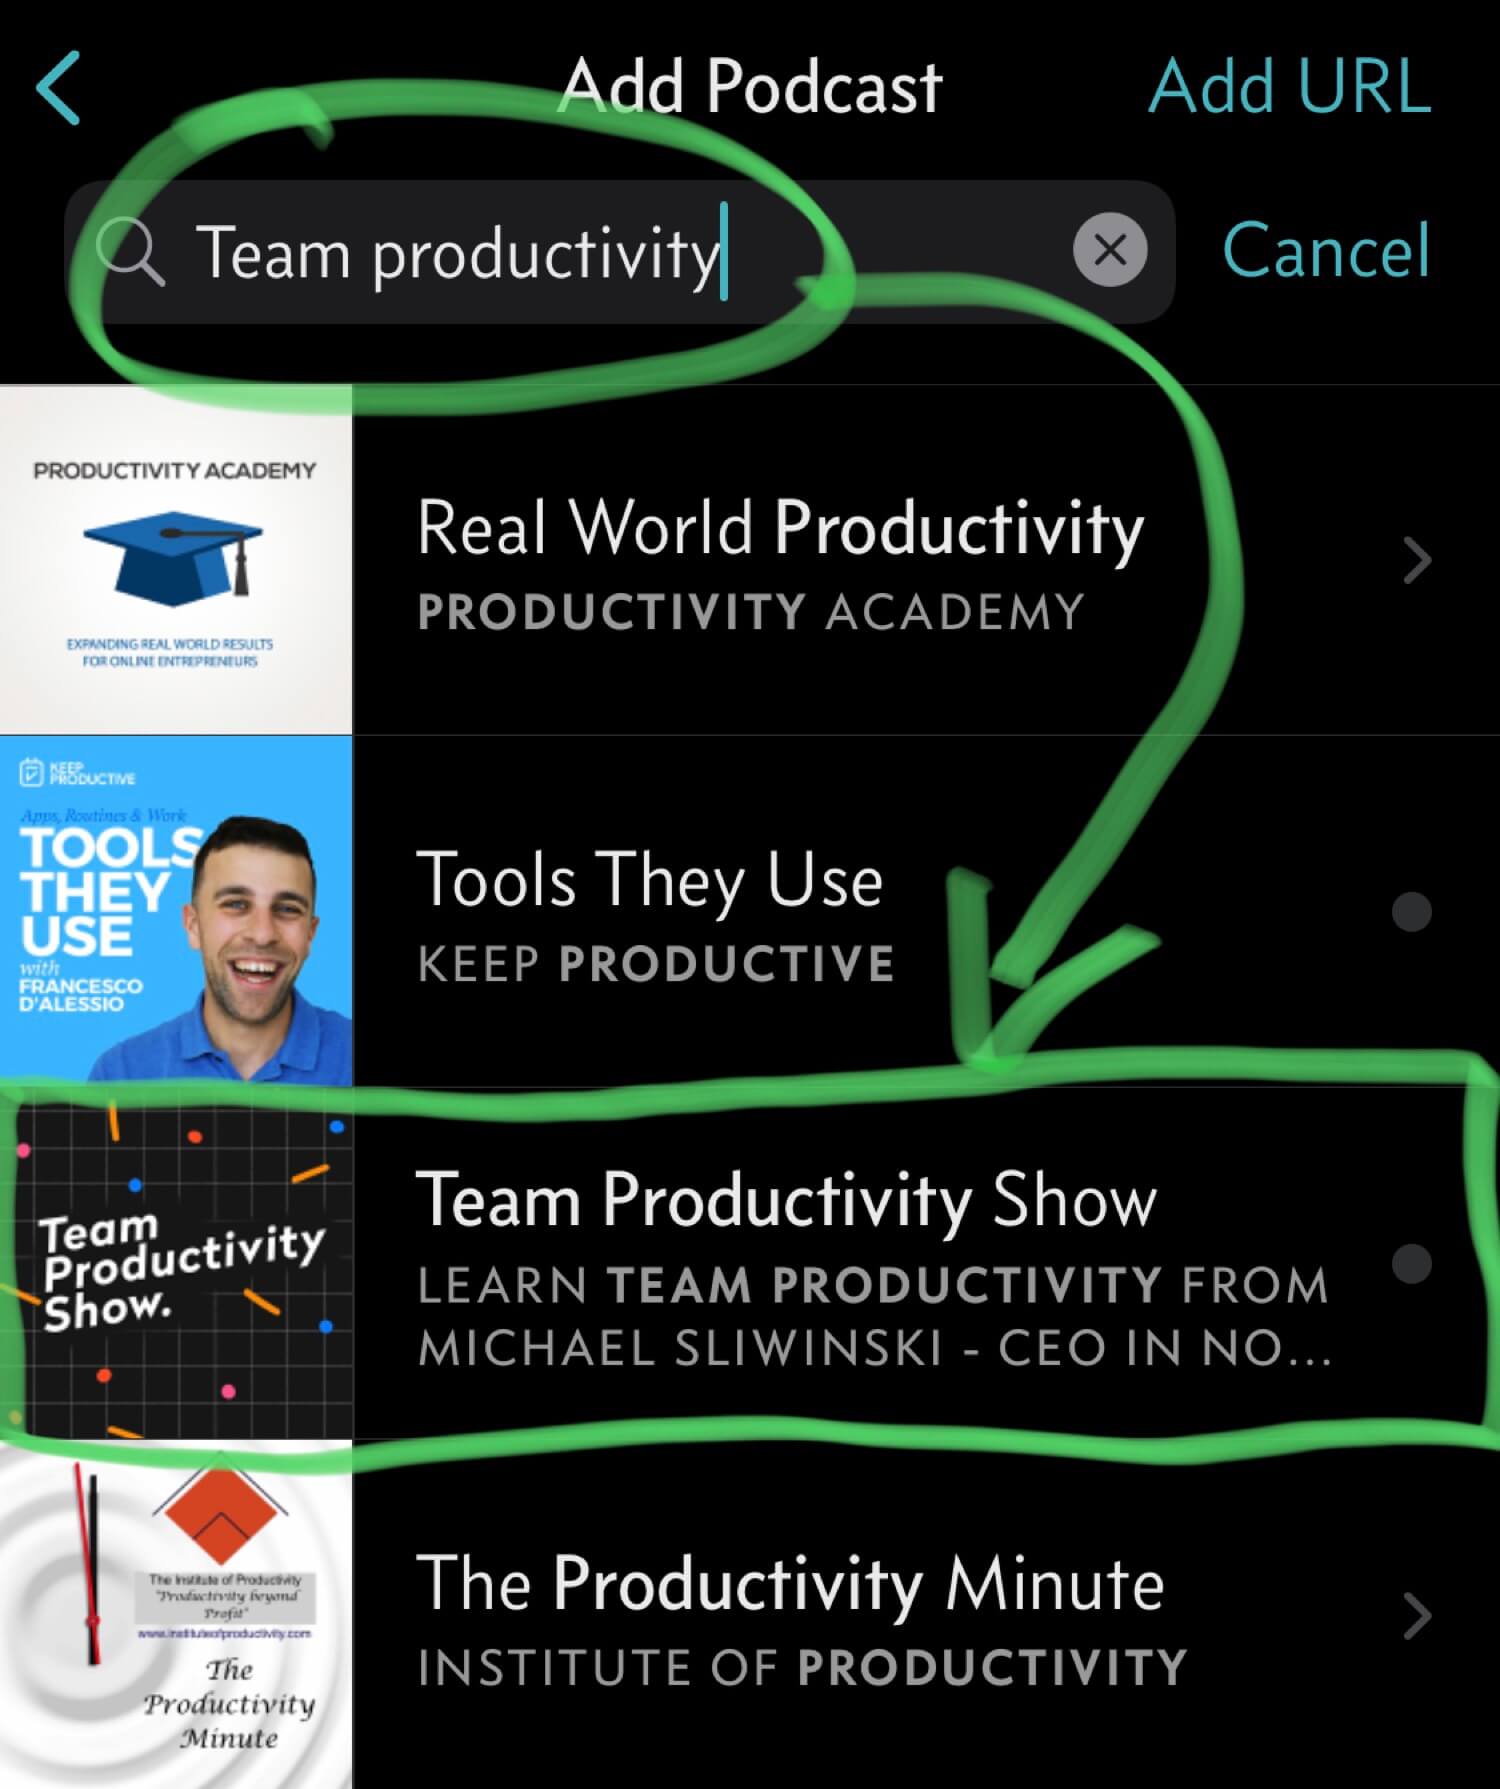 Add Podcast
Add URL
Team productivity
Cancel
PRODUCTIVITY ACADEMY
EXPANDING REAL WORLD RESULTS
FOR ONLINE ENTREPRENEURS
Real World Productivity
PRODUCTIVITY ACADEMY
KEEP
PRODUCTIVE
Apps, Routines & Work
TOOLS
THEY
USE
with
FRANCESCO
D'ALESSIO
Tools They Use
KEEP PRODUCTIVE
Team
Productivity
Show.
Team Productivity Show
LEARN TEAM PRODUCTIVITY FROM
MICHAEL SLIWINSKI - CEO IN NO...
The Institute of Productivity
"Productivity beyond
Profit"
www.instituteofproductivity.com
The
Productivity
Minute
The Productivity Minute
INSTITUTE OF PRODUCTIVITY